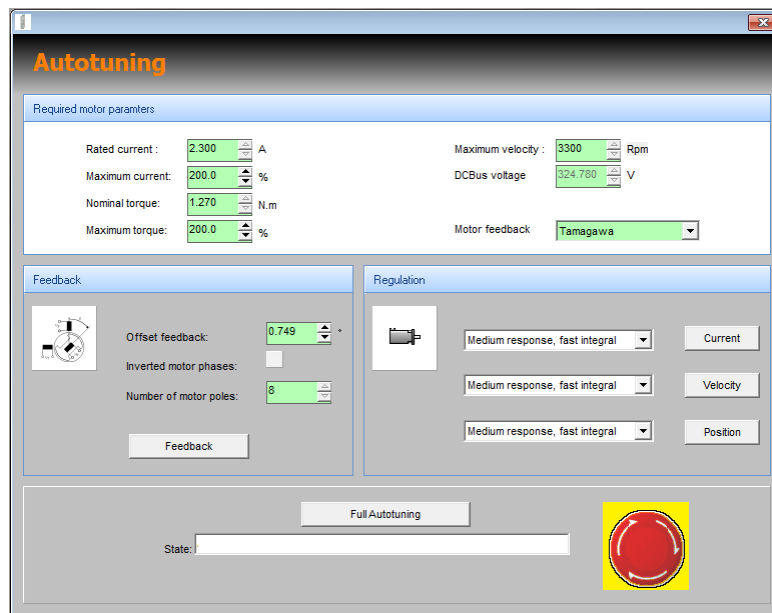 Autotuning
Required motor paramters
Rated current : 2.300 A
Maximum velocity : 3300 Rpm
Maximum current: 200.0 %
DCBus voltage 324.780 V
Nominal torque: 1.270 N.m
Maximum torque: 200.0 %
Motor feedback Tamagawa
Feedback
Offset feedback: 0.749 °
Inverted motor phases:
Number of motor poles: 8
Feedback
Regulation
Medium response, fast integral Current
Medium response, fast integral Velocity
Medium response, fast integral Position
Full Autotuning
State: .